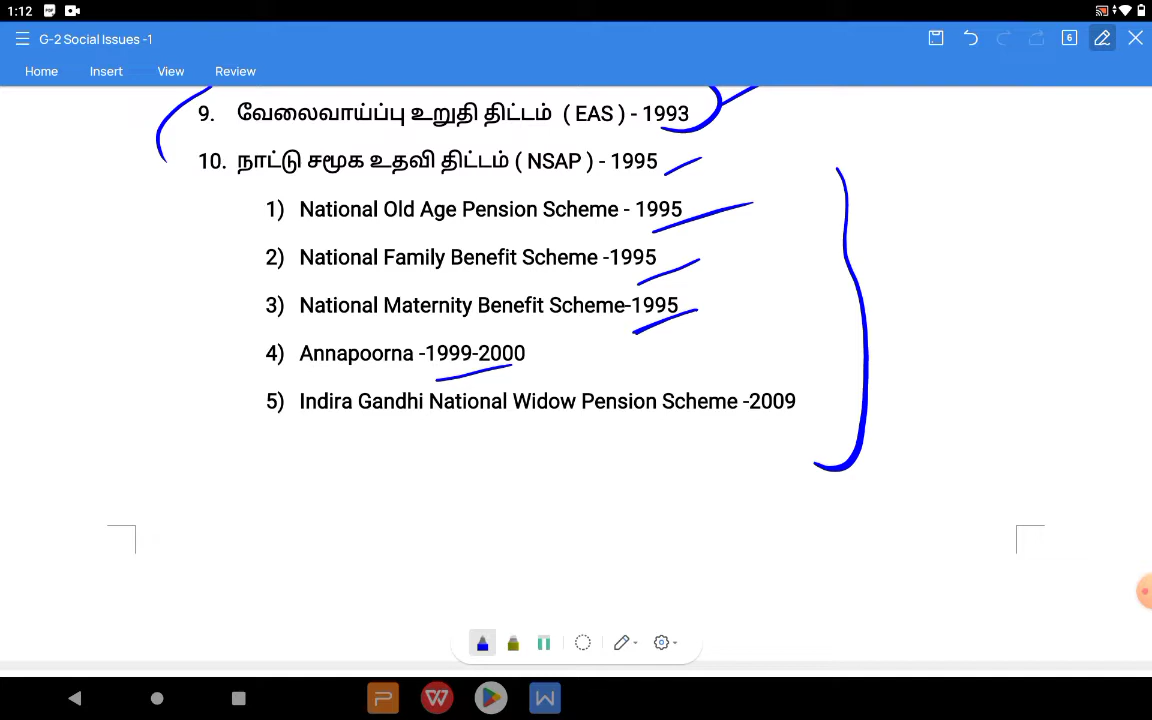 1:12
G-2 Social Issues -1
6
Home Insert View Review
9. வேலைவாய்ப்பு உறுதி திட்டம் ( EAS ) - 1993
10. நாட்டு சமூக உதவி திட்டம் ( NSAP ) - 1995
1) National Old Age Pension Scheme - 1995
2) National Family Benefit Scheme -1995
3) National Maternity Benefit Scheme-1995
4) Annapoorna -1999-2000
5) Indira Gandhi National Widow Pension Scheme -2009